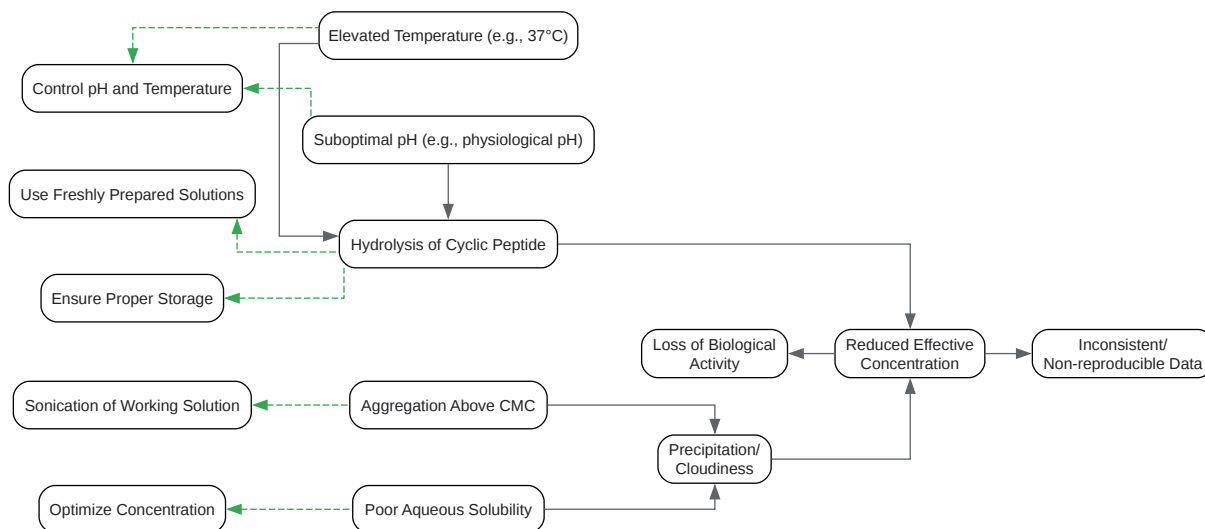 Elevated Temperature (e.g., 37°C)
Control pH and Temperature
Suboptimal pH (e.g., physiological pH)
Use Freshly Prepared Solutions
Hydrolysis of Cyclic Peptide
Ensure Proper Storage
Loss of Biological
Activity
Reduced Effective
Concentration
Inconsistent/
Non-reproducible Data
Sonication of Working Solution
Aggregation Above CMC
Precipitation/
Cloudiness
Optimize Concentration
Poor Aqueous Solubility